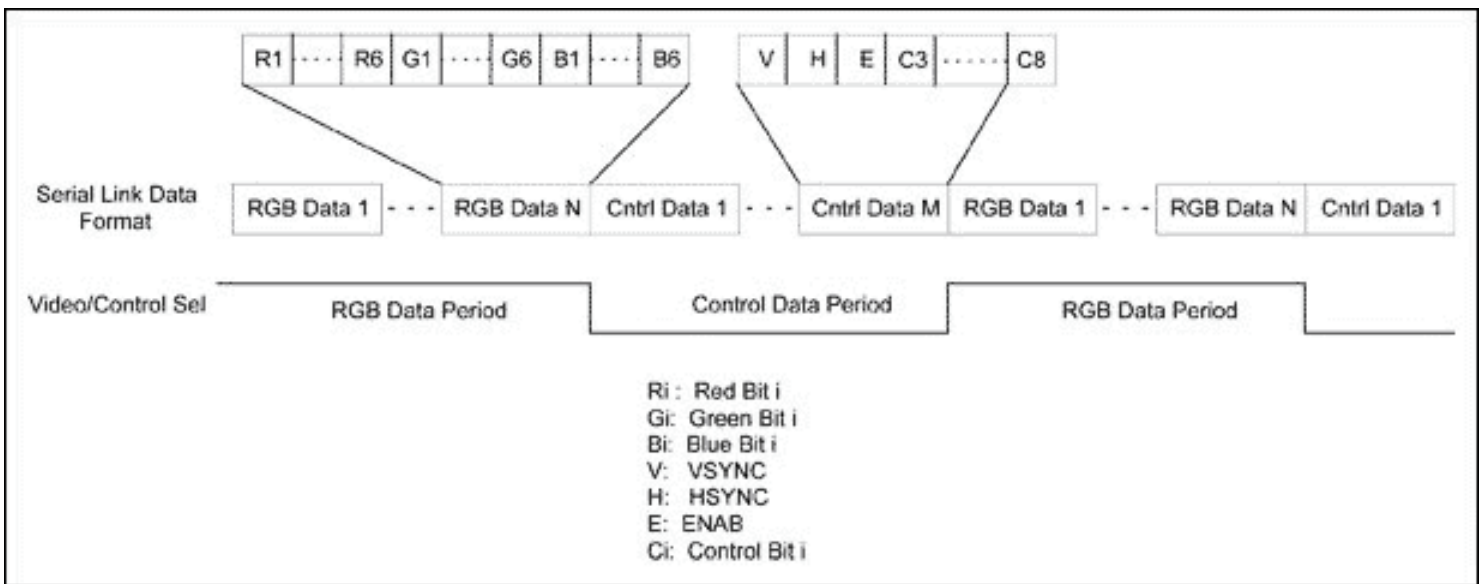 R1 ···· R6 G1 ···· G6 B1 ···· B6
V H E C3 ······ C8
Serial Link Data
Format
RGB Data 1 - - - RGB Data N Cntrl Data 1 - - - Cntrl Data M RGB Data 1 - - - RGB Data N Cntrl Data 1
Video/Control Sel
RGB Data Period Control Data Period RGB Data Period
Ri : Red Bit i
Gi: Green Bit i
Bi: Blue Bit i
V: VSYNC
H: HSYNC
E: ENAB
Ci: Control Bit i